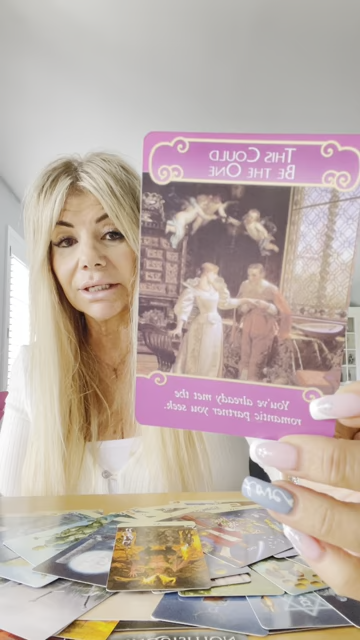 THIS COULD
BE THE ONE
You've already met the
romantic partner you seek.